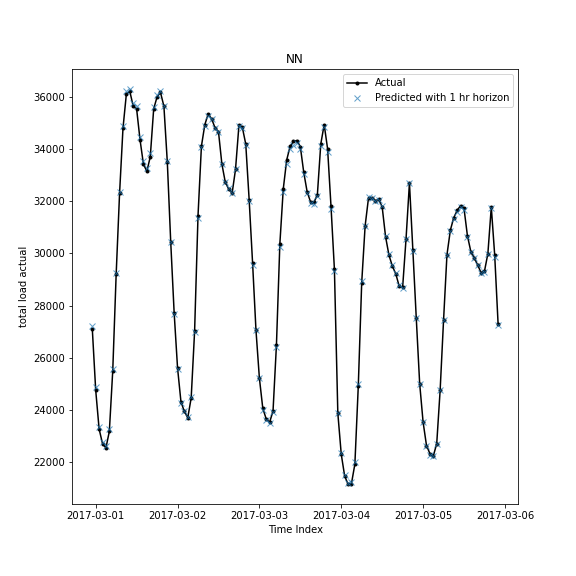 NN
Actual
Predicted with 1 hr horizon
total load actual
36000
34000
32000
30000
28000
26000
24000
22000
2017-03-01 2017-03-02 2017-03-03 2017-03-04 2017-03-05 2017-03-06
Time Index